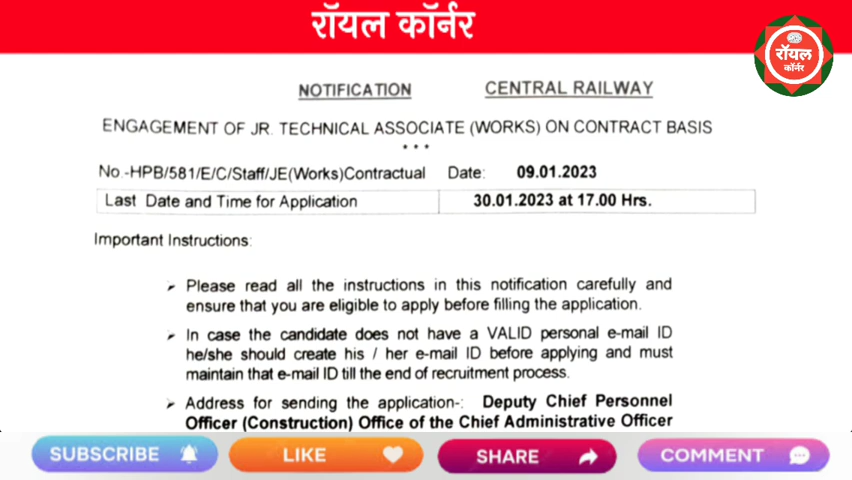 रॉयल कॉर्नर
रॉयल
कॉर्नर
NOTIFICATION CENTRAL RAILWAY
ENGAGEMENT OF JR. TECHNICAL ASSOCIATE (WORKS) ON CONTRACT BASIS
* * *
No.-HPB/581/E/C/Staff/JE(Works)Contractual Date: 09.01.2023
Last Date and Time for Application 30.01.2023 at 17.00 Hrs.
Important Instructions:
➢ Please read all the instructions in this notification carefully and
ensure that you are eligible to apply before filling the application.
➢ In case the candidate does not have a VALID personal e-mail ID
he/she should create his / her e-mail ID before applying and must
maintain that e-mail ID till the end of recruitment process.
➢ Address for sending the application-: Deputy Chief Personnel
Officer (Construction) Office of the Chief Administrative Officer
SUBSCRIBE LIKE SHARE COMMENT